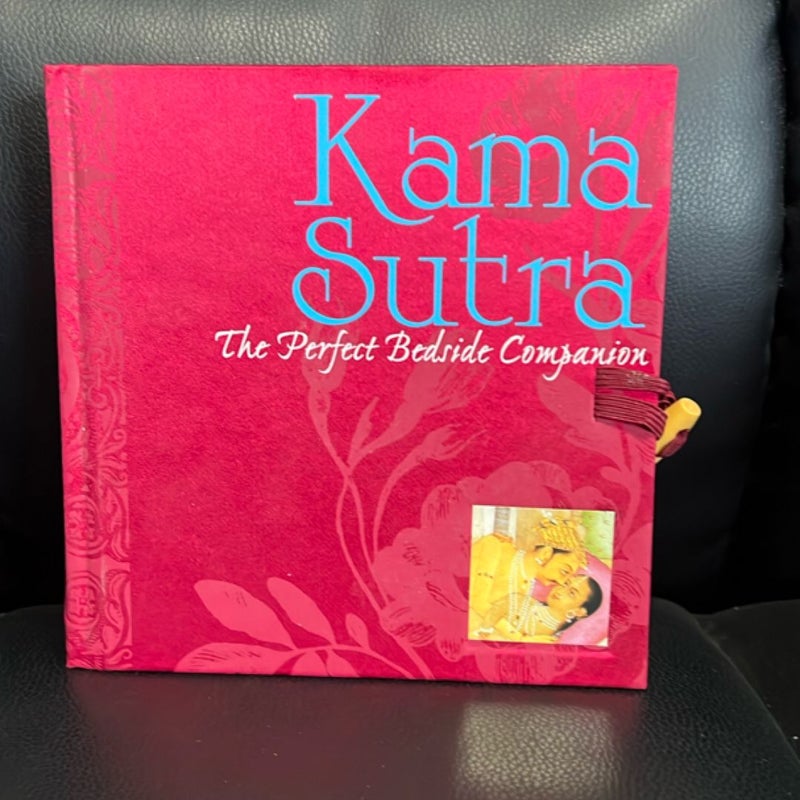 Kama
Sutra
The Perfect Bedside Companion